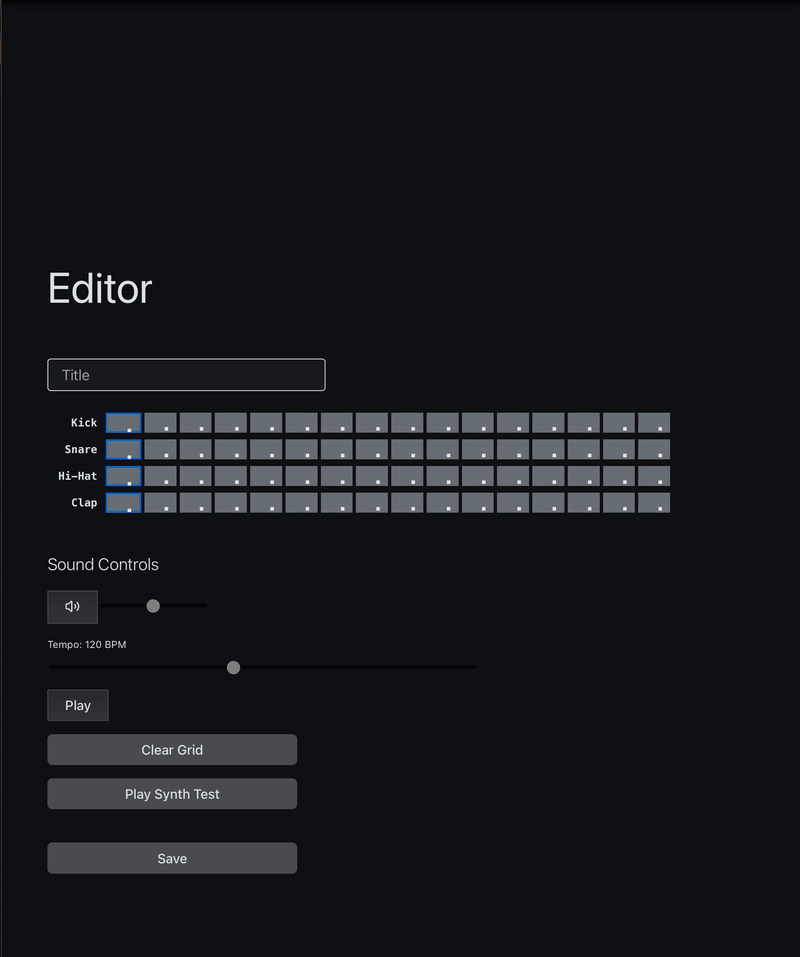 Editor
Title
Kick
Snare
Hi-Hat
Clap
Sound Controls
Tempo: 120 BPM
Play
Clear Grid
Play Synth Test
Save